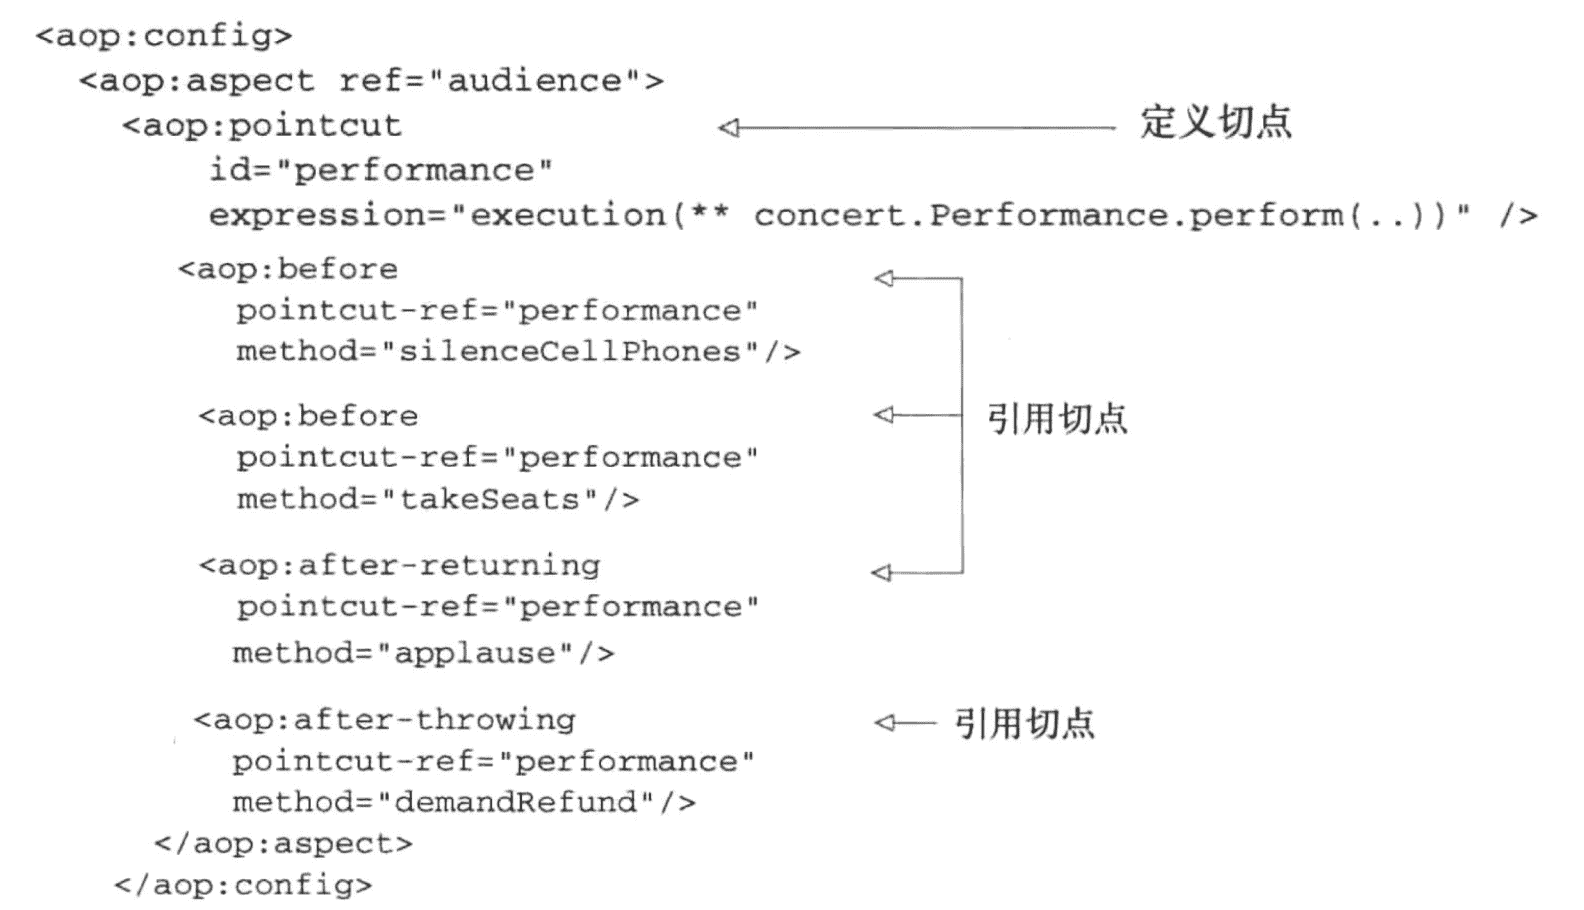 <aop:config>
<aop:aspect ref="audience">
<aop:pointcut 定义切点
id="performance"
expression="execution(** concert.Performance.perform(..))" />
<aop:before
pointcut-ref="performance"
method="silenceCellPhones"/>
<aop:before 引用切点
pointcut-ref="performance"
method="takeSeats"/>
<aop:after-returning
pointcut-ref="performance"
method="applause"/>
<aop:after-throwing 引用切点
pointcut-ref="performance"
method="demandRefund"/>
</aop:aspect>
</aop:config>